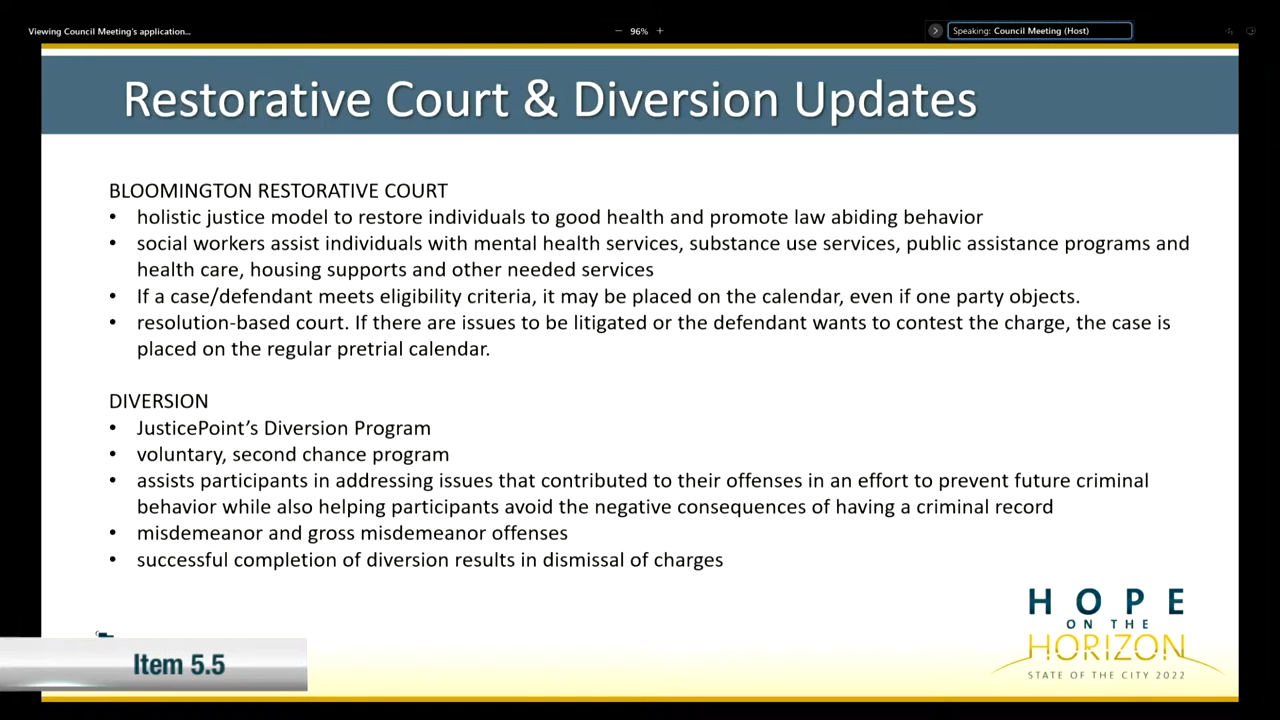 Viewing Council Meeting's application...
96%
Speaking: Council Meeting (Host)
Restorative Court & Diversion Updates
BLOOMINGTON RESTORATIVE COURT
• holistic justice model to restore individuals to good health and promote law abiding behavior
• social workers assist individuals with mental health services, substance use services, public assistance programs and
health care, housing supports and other needed services
• If a case/defendant meets eligibility criteria, it may be placed on the calendar, even if one party objects.
• resolution-based court. If there are issues to be litigated or the defendant wants to contest the charge, the case is
placed on the regular pretrial calendar.
DIVERSION
• JusticePoint’s Diversion Program
• voluntary, second chance program
• assists participants in addressing issues that contributed to their offenses in an effort to prevent future criminal
behavior while also helping participants avoid the negative consequences of having a criminal record
• misdemeanor and gross misdemeanor offenses
• successful completion of diversion results in dismissal of charges
HOPE
ON THE
HORIZON
STATE OF THE CITY 2022
Item 5.5